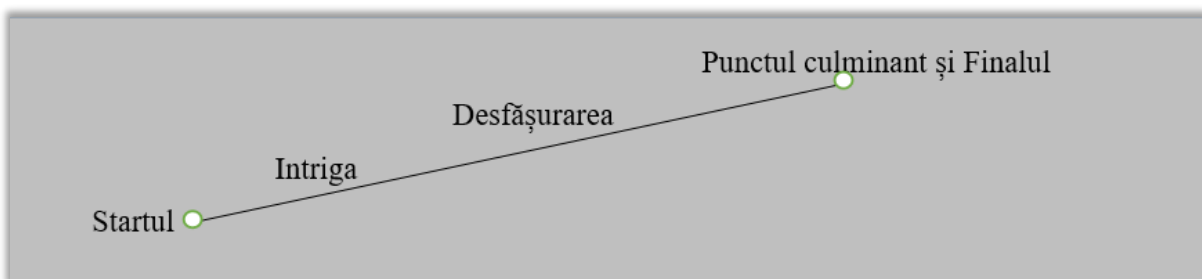 Punctul culminant și Finalul
Desfășurarea
Intriga
Startul